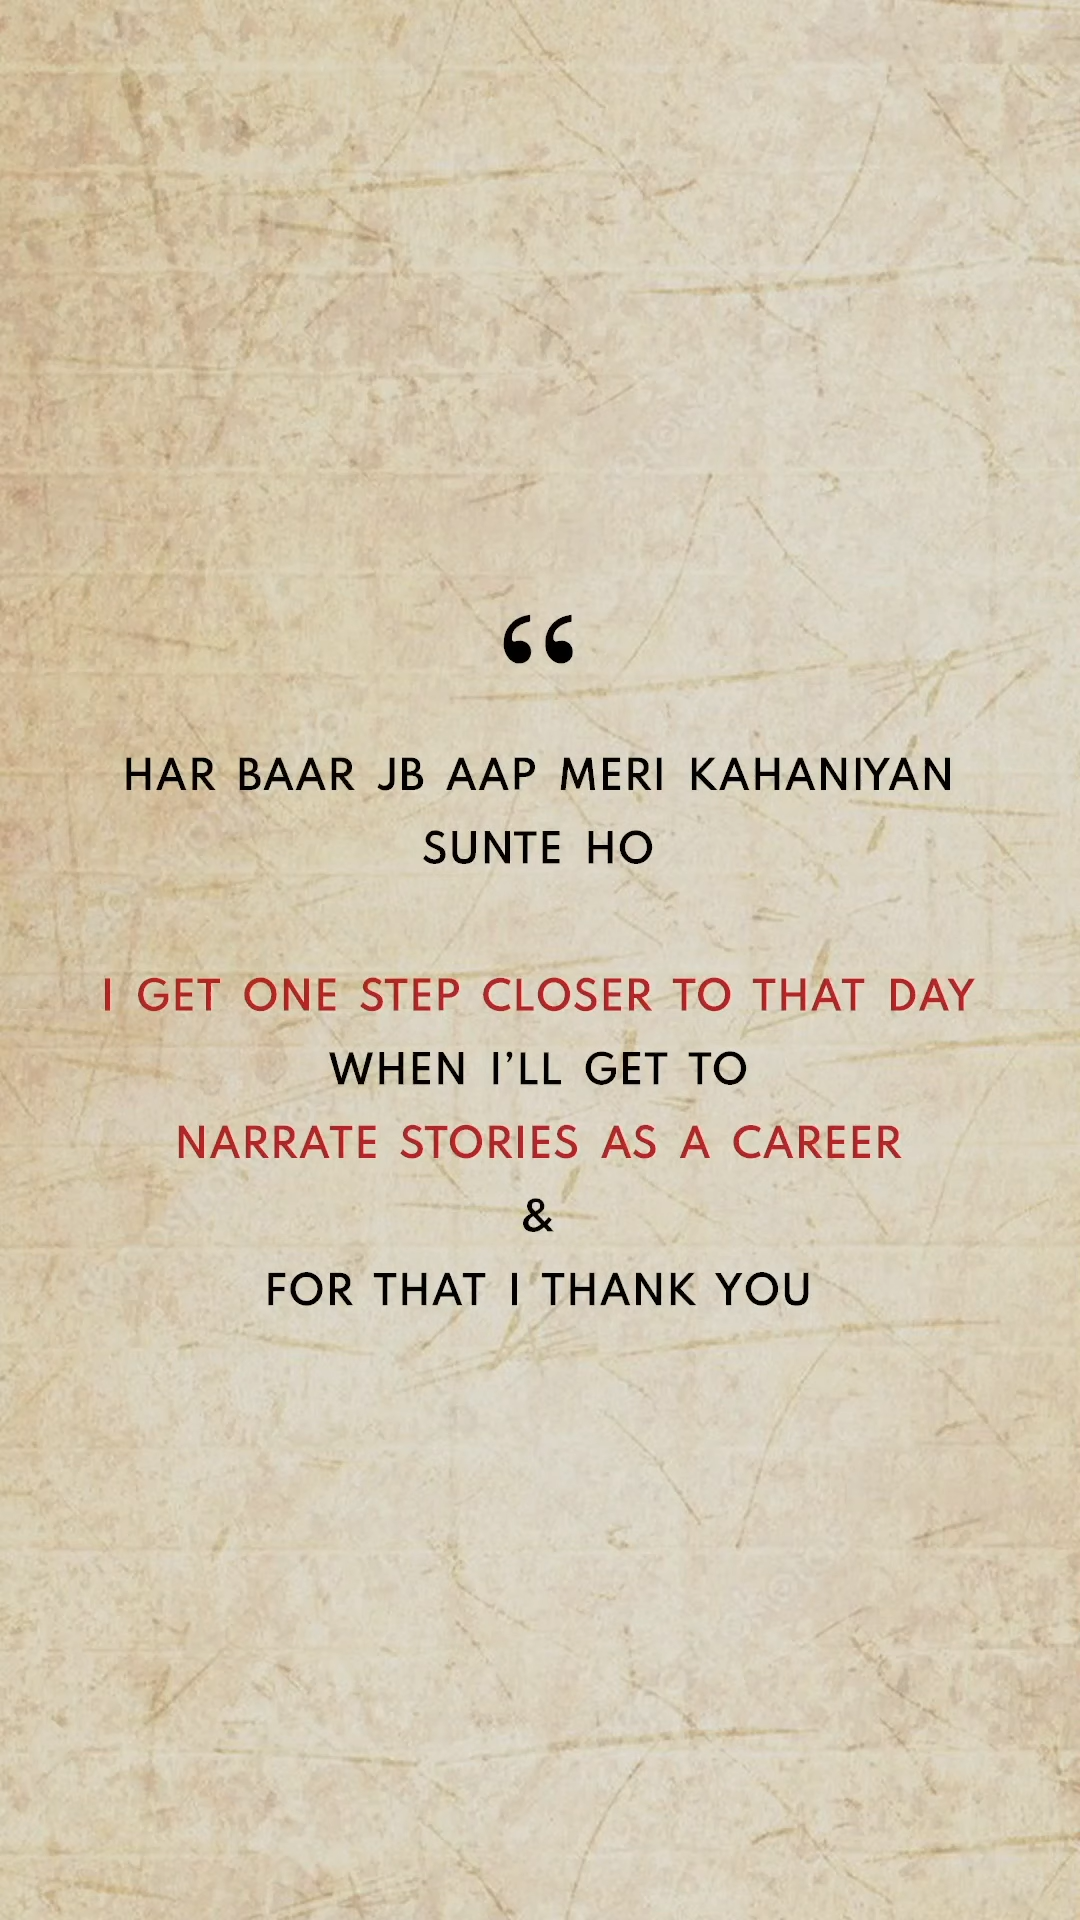 “
HAR BAAR JB AAP MERI KAHANIYAN
SUNTE HO
I GET ONE STEP CLOSER TO THAT DAY
WHEN I’LL GET TO
NARRATE STORIES AS A CAREER
&
FOR THAT I THANK YOU